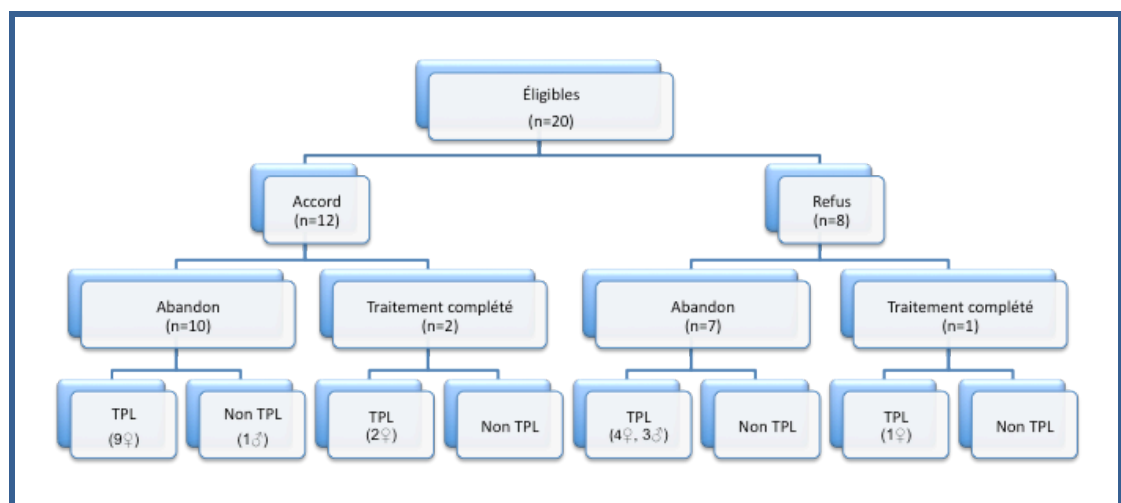 Éligibles
(n=20)
Accord
(n=12)
Refus
(n=8)
Abandon
(n=10)
Traitement complété
(n=2)
Abandon
(n=7)
Traitement complété
(n=1)
TPL
(9♀)
Non TPL
(1♂)
TPL
(2♀)
Non TPL
TPL
(4♀, 3♂)
Non TPL
TPL
(1♀)
Non TPL